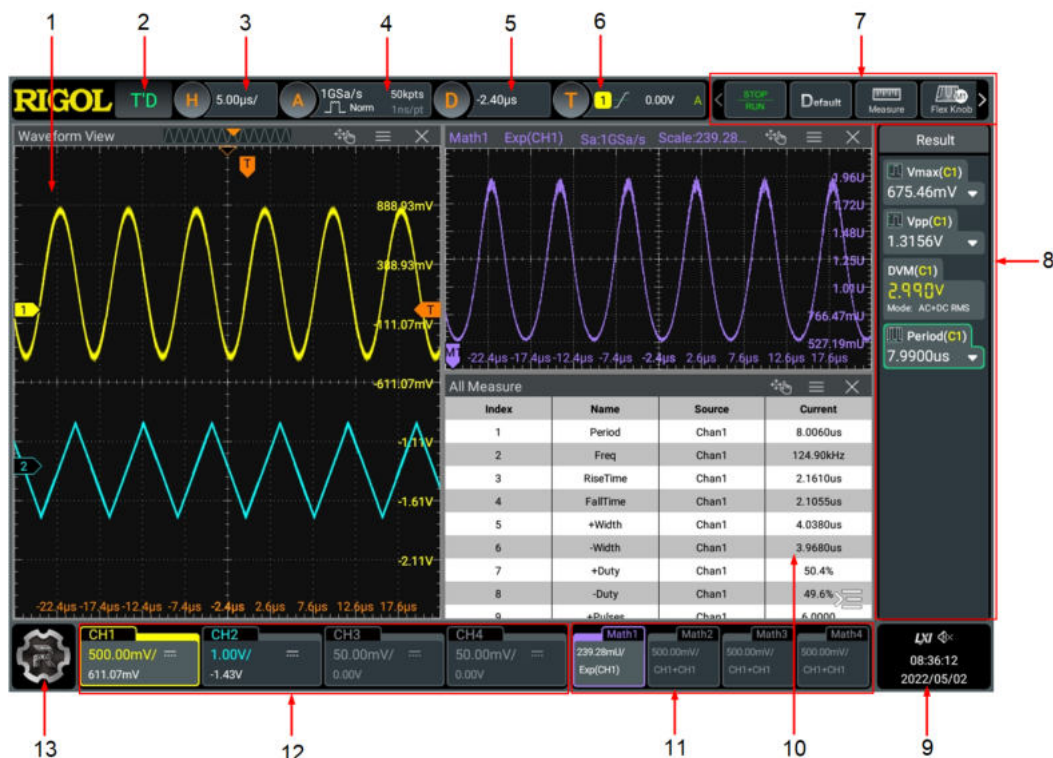 1 2 3 4 5 6 7
RIGOL T'D H 5.00μs/ A 1GSa/s 50kpts D -2.40μs T 1 0.00V A < STOP RUN Default Measure Flex Knob >
Norm 1ns/pt
Waveform View
Math1 Exp(CH1) Sa:1GSa/s Scale:239.28...
Result
T
888.93mV
388.93mV
1
T
-111.07mV
-611.07mV
-1.11V
2
-1.61V
-2.11V
-22.4μs -17.4μs -12.4μs -7.4μs -2.4μs 2.6μs 7.6μs 12.6μs 17.6μs
1.96U
1.72U
1.48U
1.25U
1.01U
766.47mU
527.19mU
M1 -22.4μs -17.4μs -12.4μs -7.4μs -2.4μs 2.6μs 7.6μs 12.6μs 17.6μs
All Measure
Index Name Source Current
1 Period Chan1 8.0060us
2 Freq Chan1 124.90kHz
3 RiseTime Chan1 2.1610us
4 FallTime Chan1 2.1055us
5 +Width Chan1 4.0380us
6 -Width Chan1 3.9680us
7 +Duty Chan1 50.4%
8 -Duty Chan1 49.6%
9 +Pulses Chan1 6.0000
Vmax(C1)
675.46mV
Vpp(C1)
1.3156V
DVM(C1)
2.990V
Mode: AC+DC RMS
Period(C1)
7.9900us
8
CH1
500.00mV/
611.07mV
CH2
1.00V/
-1.43V
CH3
50.00mV/
0.00V
CH4
50.00mV/
0.00V
Math1
239.28mU/
Exp(CH1)
Math2
500.00mV/
CH1+CH1
Math3
500.00mV/
CH1+CH1
Math4
500.00mV/
CH1+CH1
LXI
08:36:12
2022/05/02
13 12 11 10 9